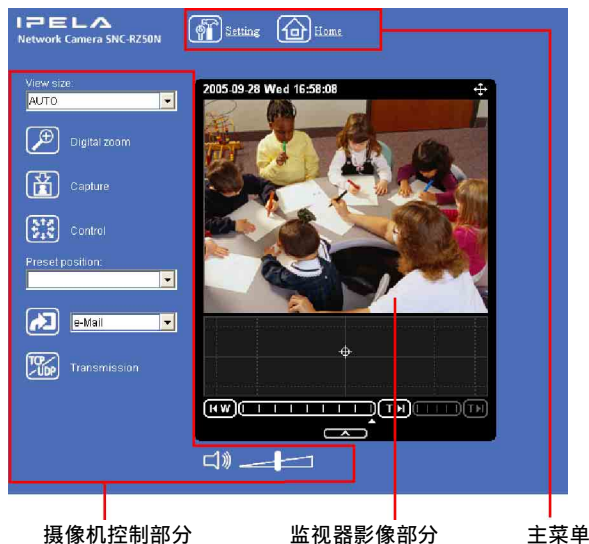 IPELA
Network Camera SNC-RZ50N
Setting
Home
View size:
AUTO
2005-09-28 Wed 16:58:08
Digital zoom
Capture
Control
Preset position:
e-Mail
TCP/UDP
Transmission
W
T
T
摄像机控制部分
监视器影像部分
主菜单